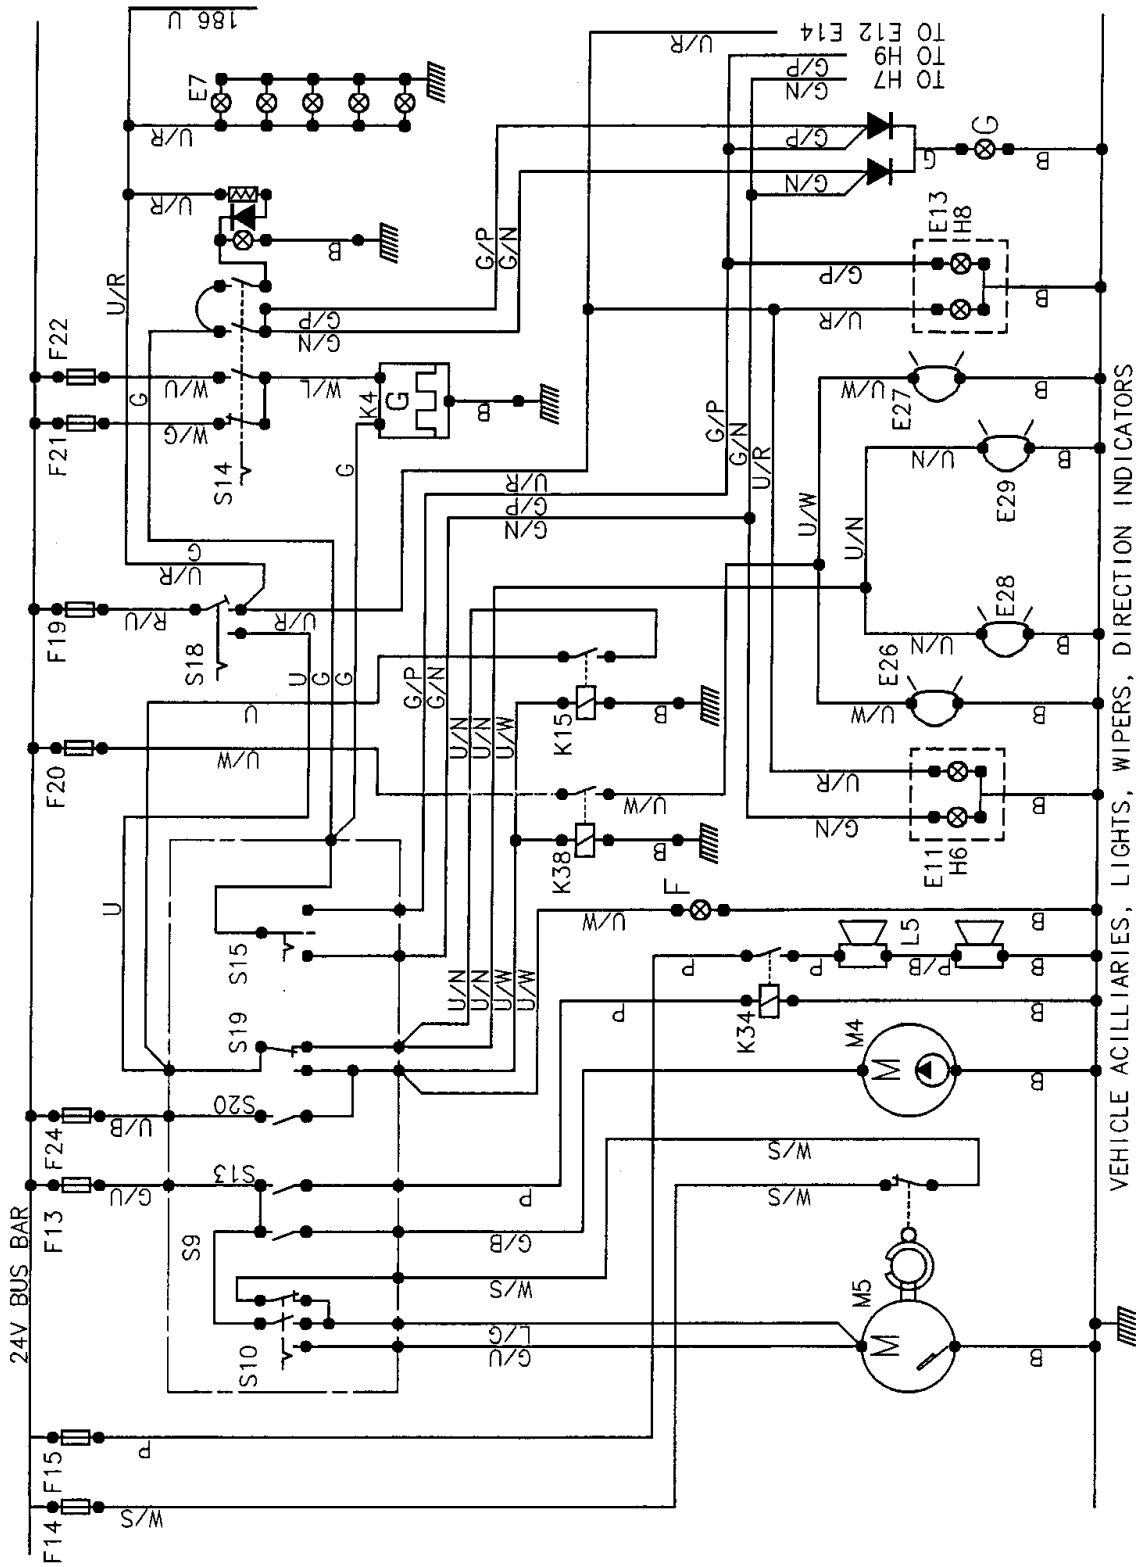 24V BUS BAR
F14
F15
F13
F24
F20
F19
F21
F22
W/S
P
G/U
U/B
U/W
R/U
W/G
W/U
U/R
G
U/R
186 U
S10
S9
S13
S20
S19
S15
S18
S14
E7
U
U
U
G
G
G
U/R
G
U/R
G
U/R
U/R
B
W/L
K4
G
B
G/P
G/N
G/N
G/P
G/P
G/N
U/N
U/N
U/W
U/R
G/P
G/N
G/P
G/N
U/R
G/U
L/G
W/S
G/B
P
U/N
U/N
U/W
U/W
K38
K15
B
B
U/W
U/W
F
P
P
K34
P
P/B
L5
W/S
W/S
M5
M
M4
M
G/N
U/R
E11
H6
U/W
E26
U/N
E28
U/W
U/N
U/N
E29
U/W
E27
U/R
G/P
E13
H8
G/N
G/P
G
G
U/R
G/P
G/N
TO E12 E14
TO H9
TO H7
B
B
B
B
B
B
B
B
B
B
B
B
VEHICLE ACILLIARIES, LIGHTS, WIPERS, DIRECTION INDICATORS